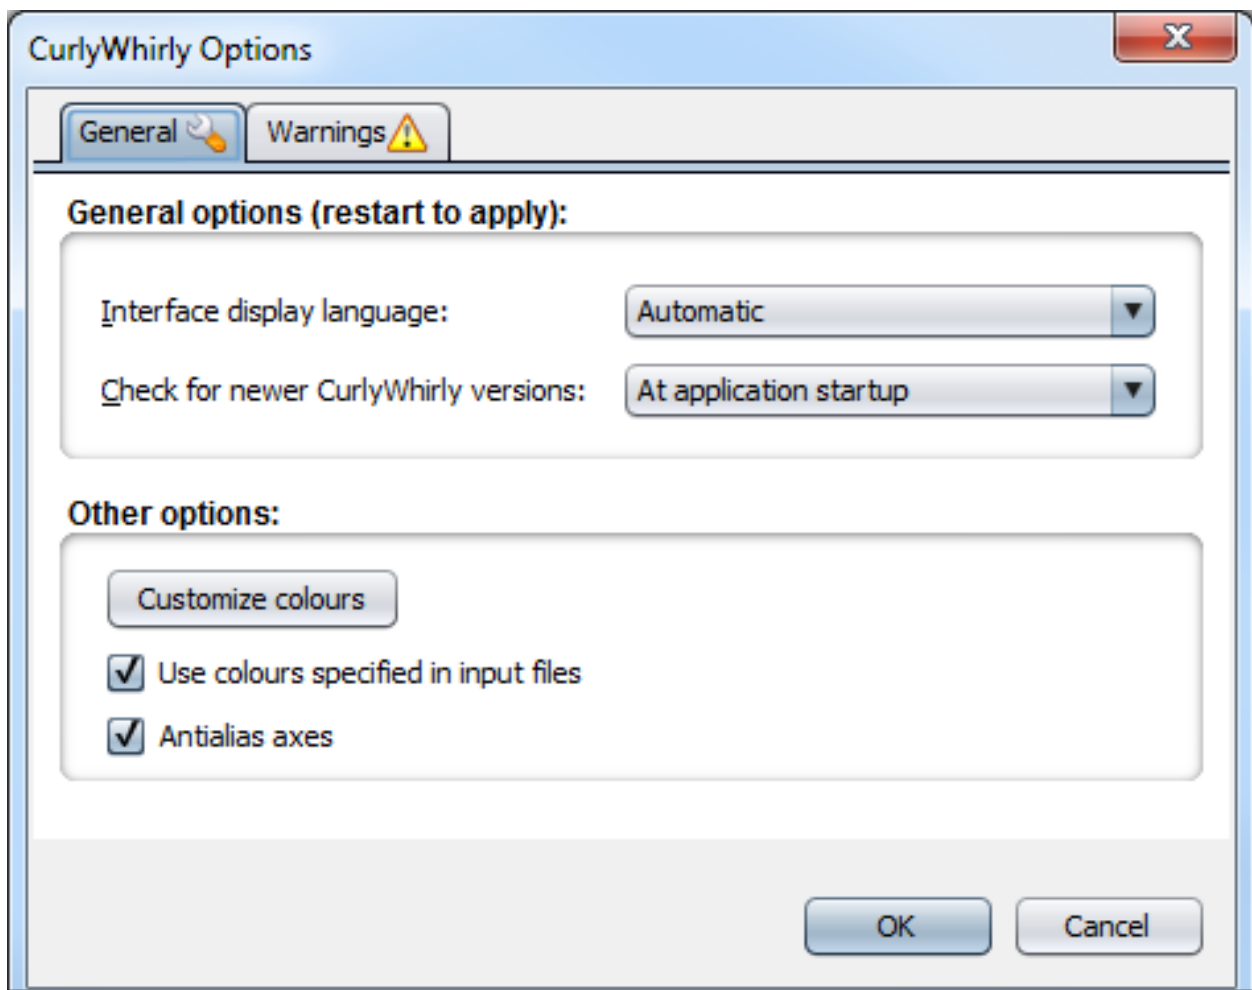 CurlyWhirly Options
General
Warnings
General options (restart to apply):
Interface display language:
Automatic
Check for newer CurlyWhirly versions:
At application startup
Other options:
Customize colours
Use colours specified in input files
Antialias axes
OK
Cancel